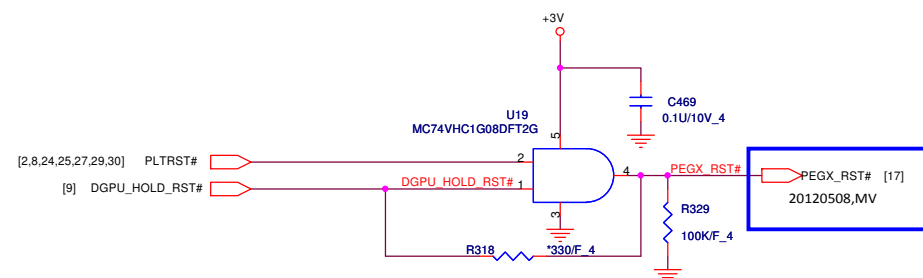 +3V
U19
MC74VHC1G08DFT2G
C469
0.1U/10V_4
5
[2,8,24,25,27,29,30] PLTRST#
2
[9] DGPU_HOLD_RST#
DGPU_HOLD_RST#
1
4
PEGX_RST#
PEGX_RST# [17]
20120508,MV
3
R329
100K/F_4
R318
*330/F_4